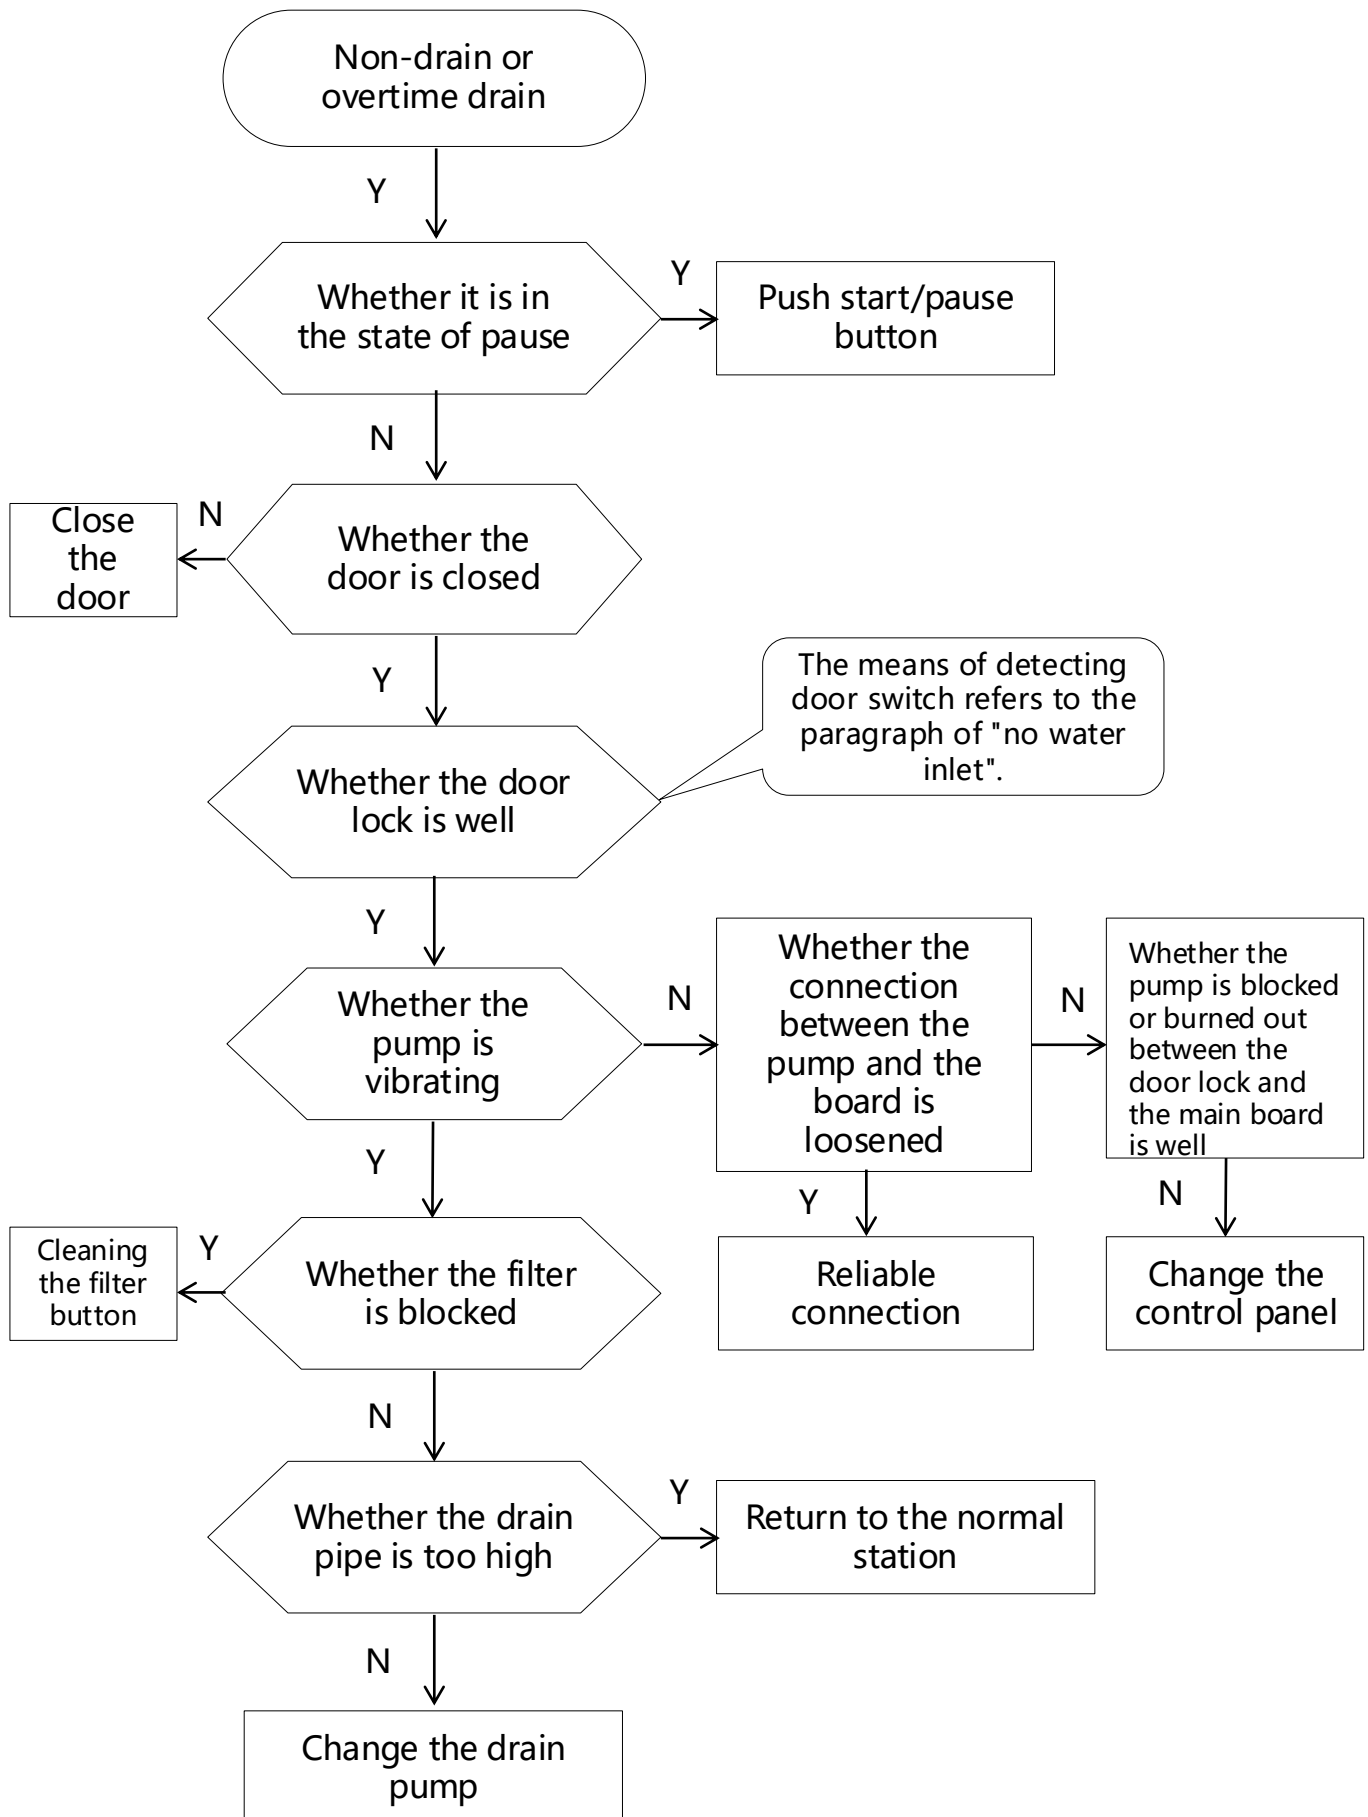 Non-drain or
overtime drain
Y
Whether it is in
the state of pause
Y
Push start/pause
button
N
Close
the
door
N
Whether the
door is closed
Y
The means of detecting
door switch refers to the
paragraph of "no water
inlet".
Whether the door
lock is well
Y
Whether the
pump is
vibrating
N
Whether the
connection
between the
pump and the
board is
loosened
N
Whether the
pump is blocked
or burned out
between the
door lock and
the main board
is well
Y
Y
N
Cleaning
the filter
button
Y
Whether the filter
is blocked
Reliable
connection
Change the
control panel
N
Whether the drain
pipe is too high
Y
Return to the normal
station
N
Change the drain
pump